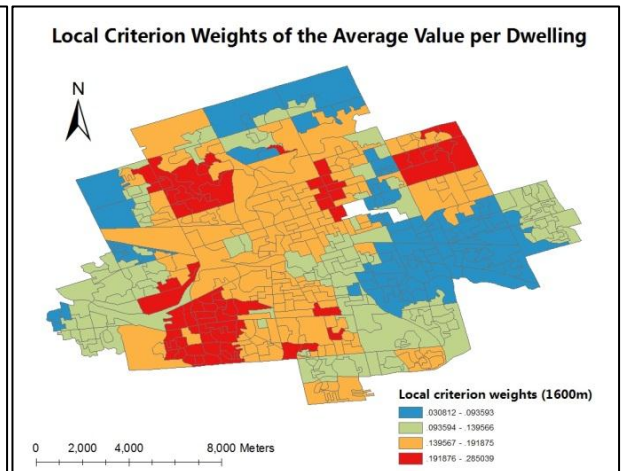 Local Criterion Weights of the Average Value per Dwelling
N
Local criterion weights (1600m)
.030812 - .093593
.093594 - .139566
.139567 - .191875
.191876 - .285039
0 2,000 4,000 8,000 Meters